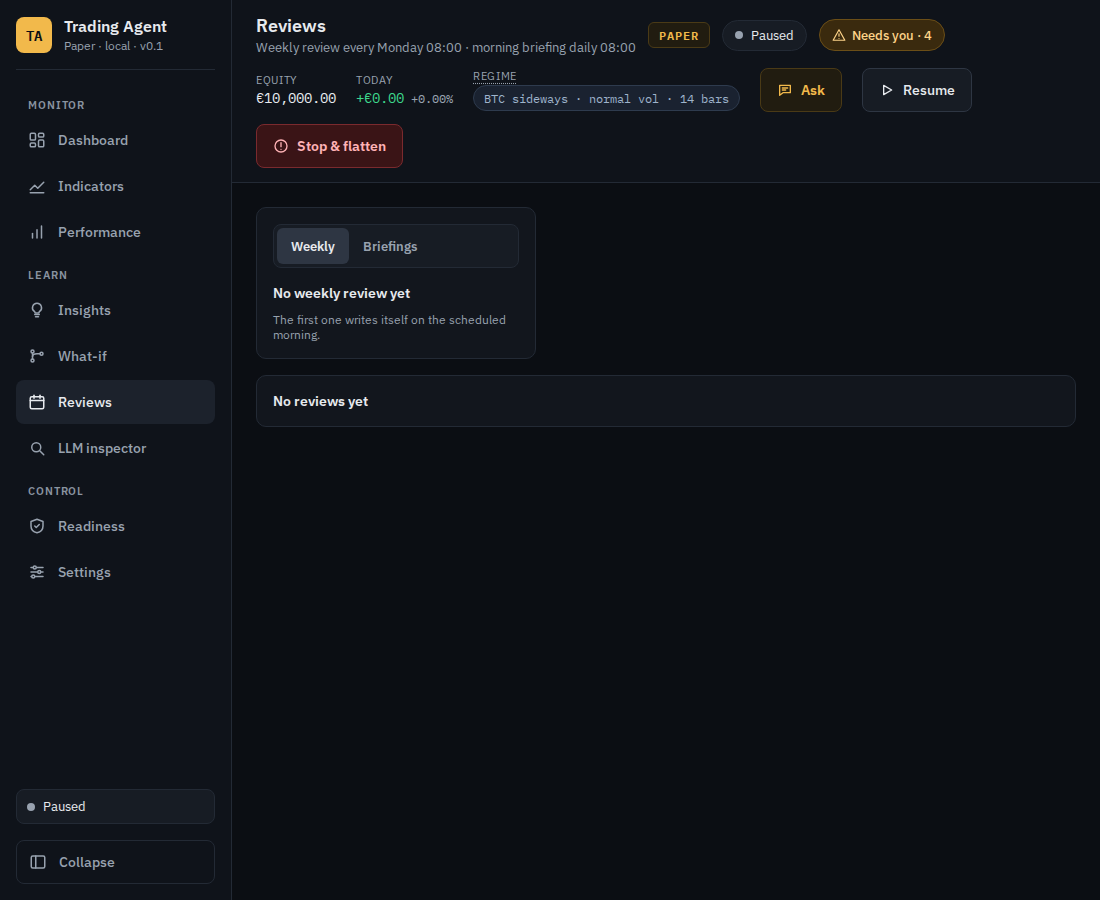 TA
Trading Agent
Paper · local · v0.1
MONITOR
Dashboard
Indicators
Performance
LEARN
Insights
What-if
Reviews
LLM inspector
CONTROL
Readiness
Settings
Paused
Collapse
Reviews
Weekly review every Monday 08:00 · morning briefing daily 08:00
PAPER
Paused
Needs you · 4
EQUITY
€10,000.00
TODAY
+€0.00 +0.00%
REGIME
BTC sideways · normal vol · 14 bars
Ask
Resume
Stop & flatten
Weekly
Briefings
No weekly review yet
The first one writes itself on the scheduled
morning.
No reviews yet